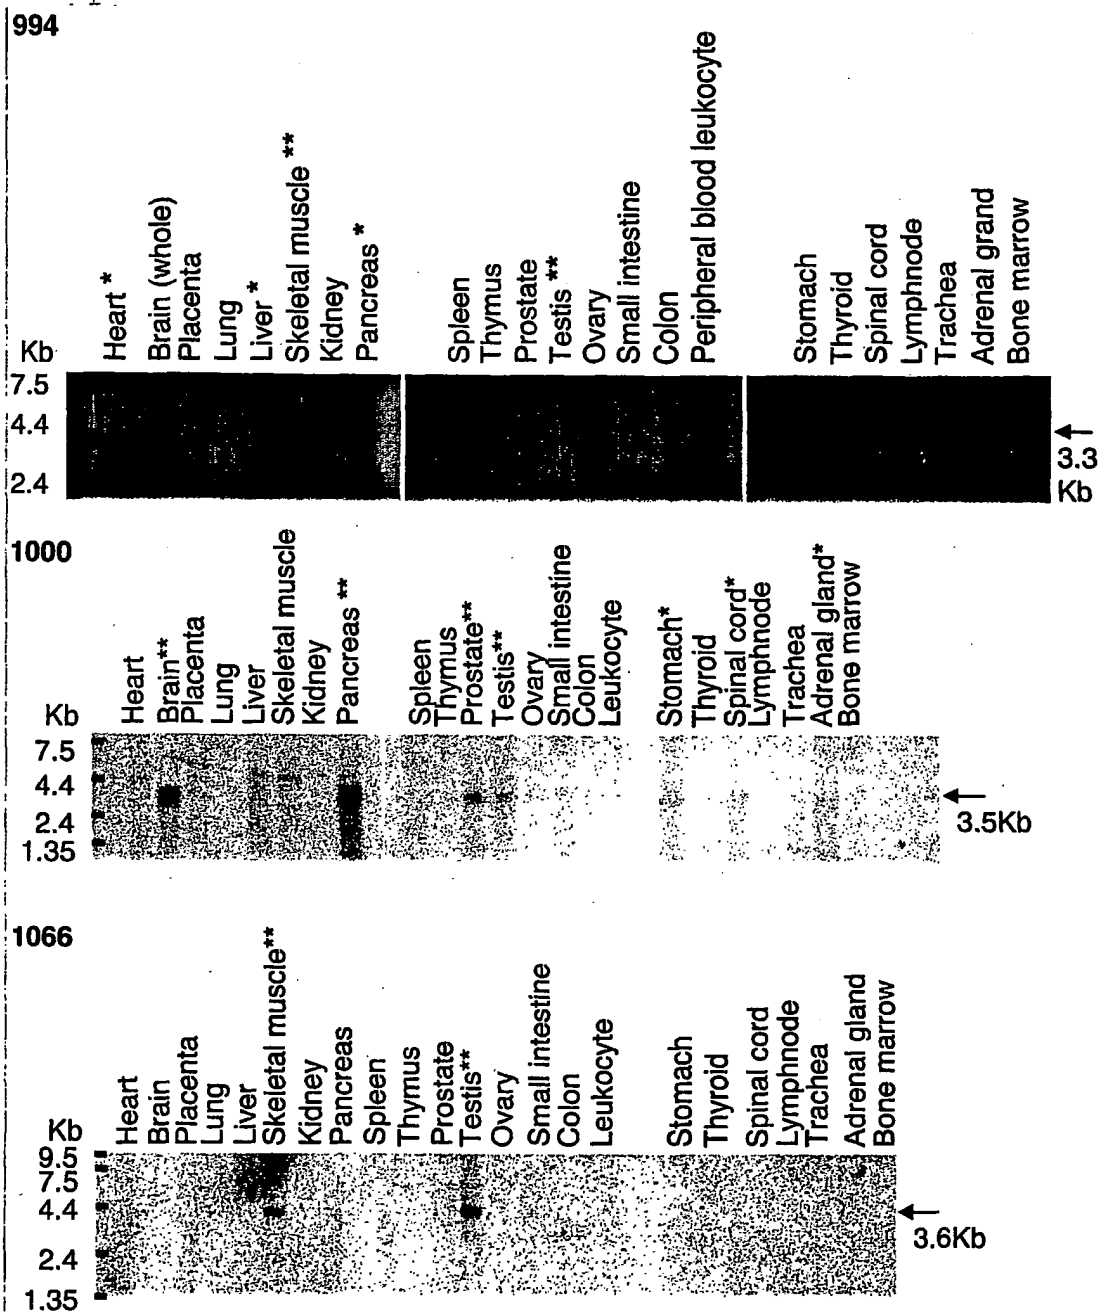 994
Heart *
Brain (whole)
Placenta
Lung
Liver *
Skeletal muscle **
Kidney
Pancreas *
Spleen
Thymus
Prostate
Testis **
Ovary
Small intestine
Colon
Peripheral blood leukocyte
Stomach
Thyroid
Spinal cord
Lymphnode
Trachea
Adrenal grand
Bone marrow
Kb
7.5
4.4
2.4
3.3
Kb
1000
Heart
Brain**
Placenta
Lung
Liver
Skeletal muscle
Kidney
Pancreas **
Spleen
Thymus
Prostate**
Testis**
Ovary
Small intestine
Colon
Leukocyte
Stomach*
Thyroid
Spinal cord*
Lymphnode
Trachea
Adrenal gland*
Bone marrow
Kb
7.5
4.4
2.4
1.35
3.5Kb
1066
Heart
Brain
Placenta
Lung
Liver
Skeletal muscle**
Kidney
Pancreas
Spleen
Thymus
Prostate
Testis**
Ovary
Small intestine
Colon
Leukocyte
Stomach
Thyroid
Spinal cord
Lymphnode
Trachea
Adrenal gland
Bone marrow
Kb
9.5
7.5
4.4
2.4
1.35
3.6Kb